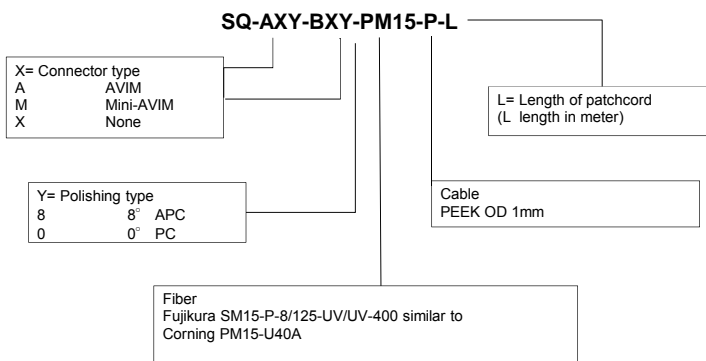 SQ-AXY-BXY-PM15-P-L
X= Connector type
A AVIM
M Mini-AVIM
X None
L= Length of patchcord
(L length in meter)
Y= Polishing type
8 8° APC
0 0° PC
Cable
PEEK OD 1mm
Fiber
Fujikura SM15-P-8/125-UV/UV-400 similar to
Corning PM15-U40A